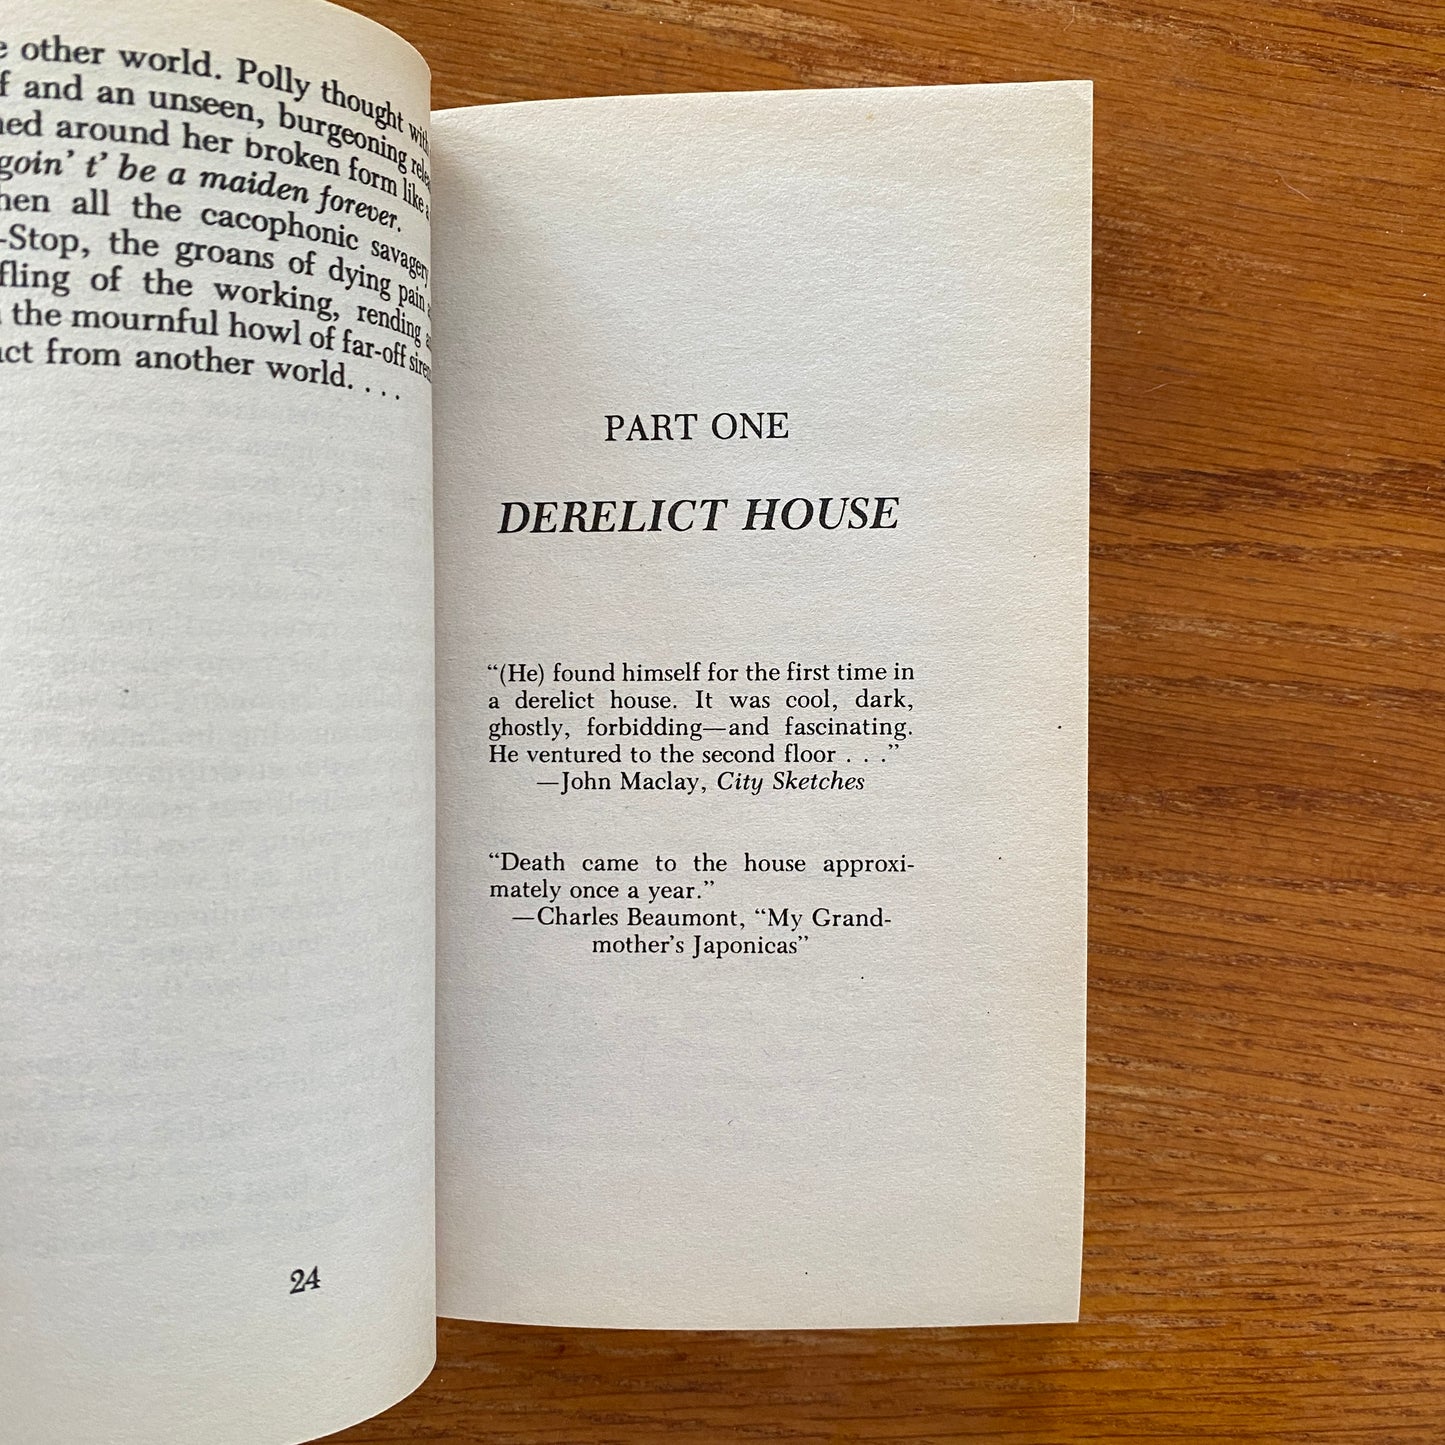 other world. Polly thought
and an unseen, burgeoning
around her broken form like a
goin' t' be a maiden forever.
all the cacophonic savagery
-Stop, the groans of dying pain
of the working, rending
the mournful howl of far-off
from another world. . . .
24
PART ONE
DERELICT HOUSE
“(He) found himself for the first time in
a derelict house. It was cool, dark,
ghostly, forbidding—and fascinating.
He ventured to the second floor . . .”
—John Maclay, City Sketches
“Death came to the house approxi-
mately once a year.”
—Charles Beaumont, “My Grand-
mother’s Japonicas”